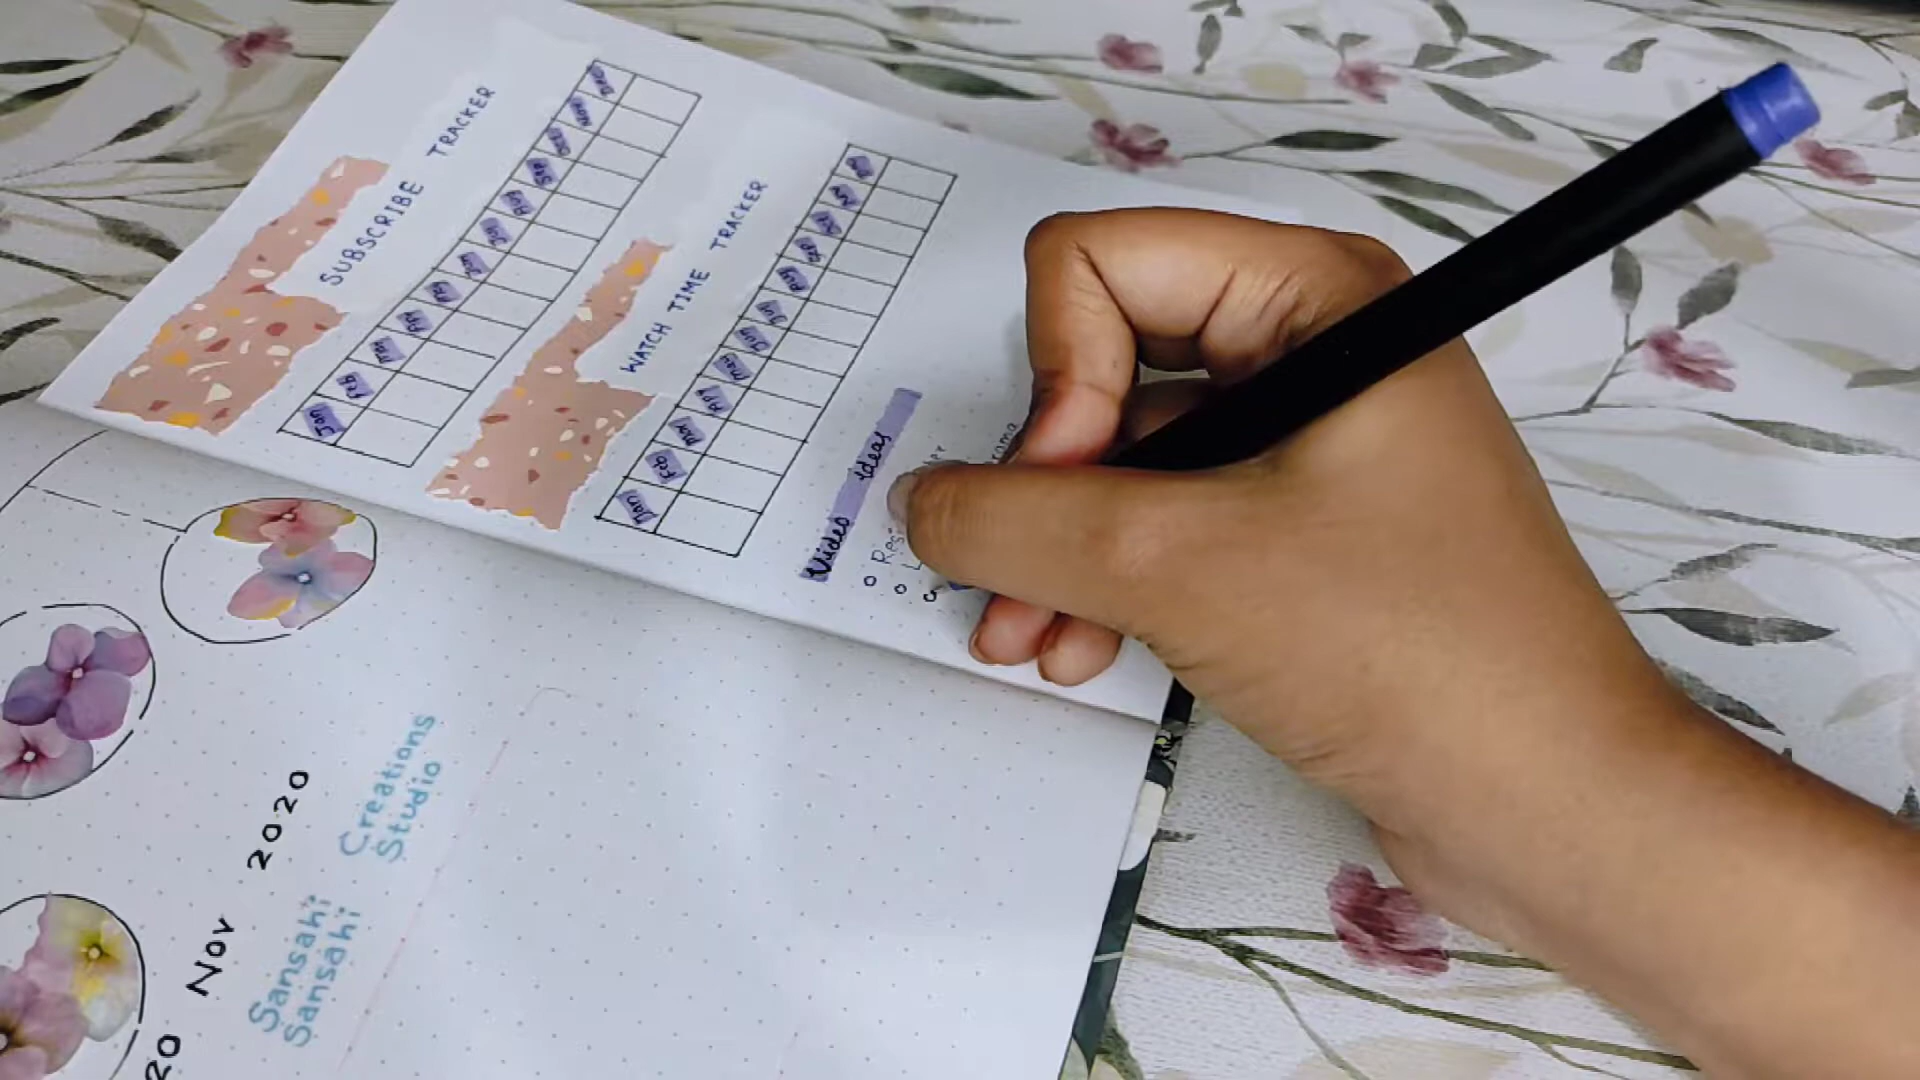 SUBSCRIBE TRACKER
Jan
Feb
Mar
Apr
May
Jun
Jul
Aug
Sep
Oct
Nov
Dec
WATCH TIME TRACKER
Jan
Feb
Mar
Apr
May
Jun
Jul
Aug
Sep
Oct
Nov
Video Ideas
20
Nov 2020
Sansahi Creations
Sansahi Studio